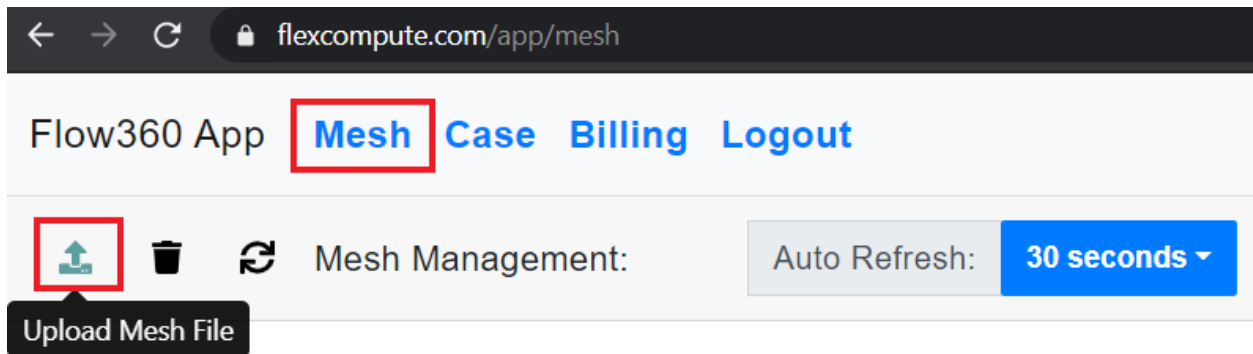 flexcompute.com/app/mesh
Flow360 App Mesh Case Billing Logout
Mesh Management: Auto Refresh: 30 seconds
Upload Mesh File